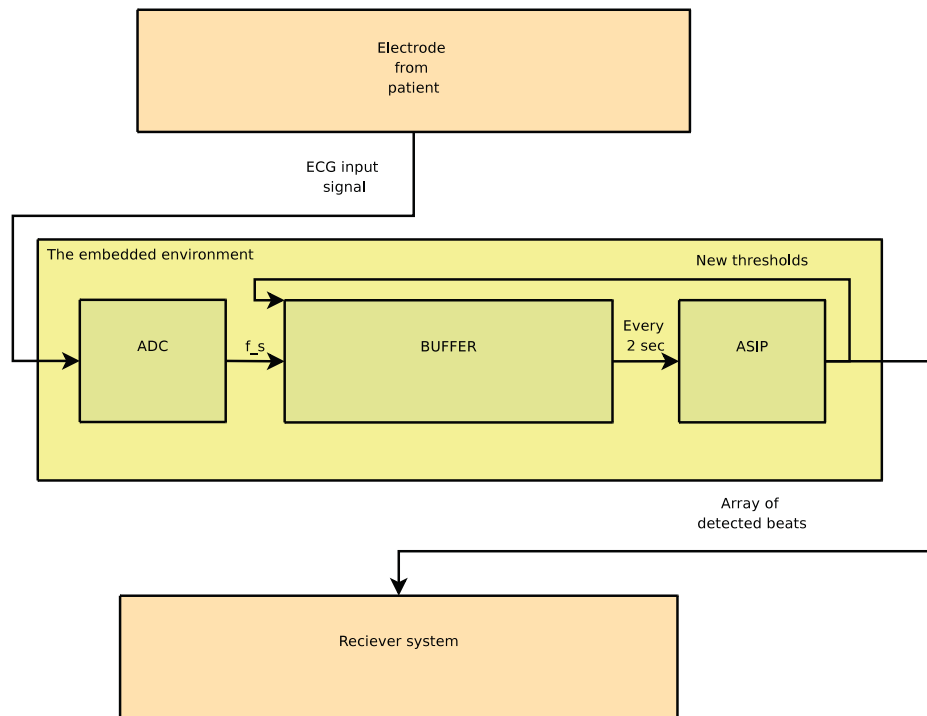 Electrode
from
patient
ECG input
signal
The embedded environment
New thresholds
ADC
f_s
BUFFER
Every
2 sec
ASIP
Array of
detected beats
Reciever system